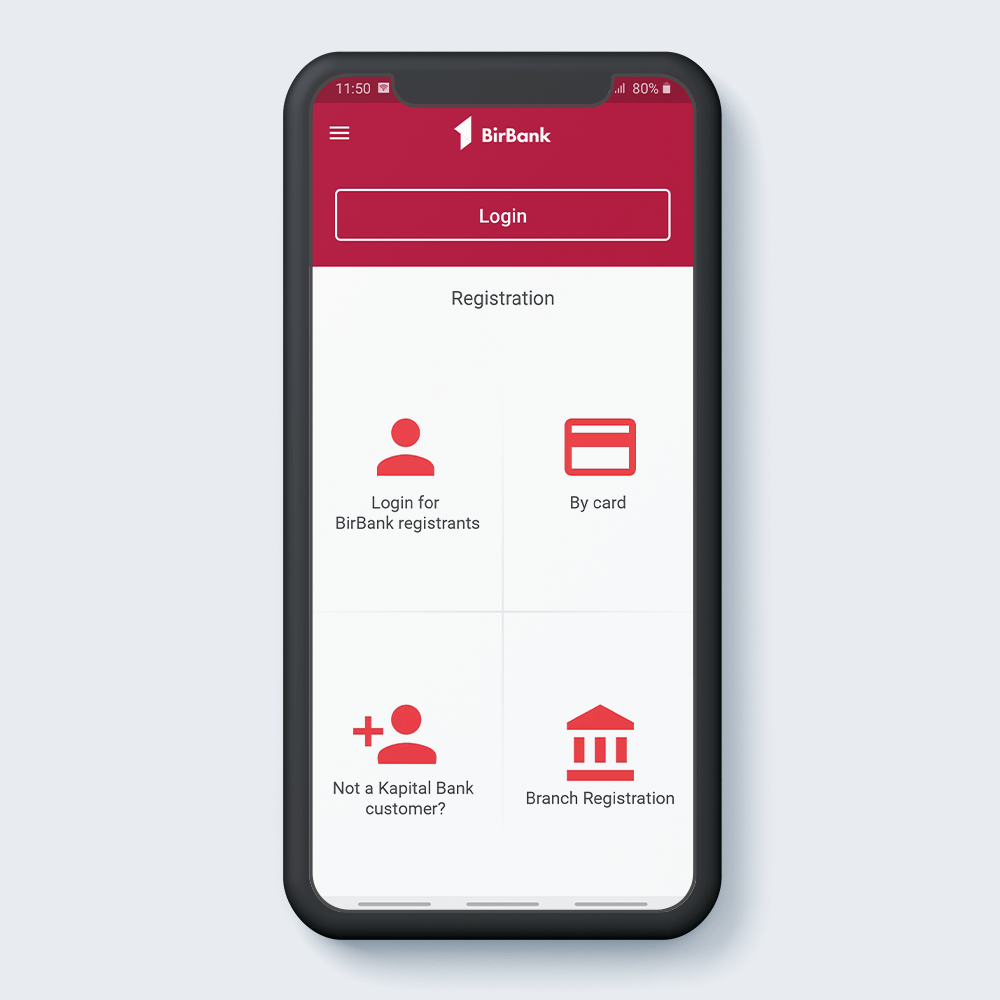 11:50 80%
BirBank
Login
Registration
Login for
BirBank registrants
By card
Not a Kapital Bank
customer?
Branch Registration